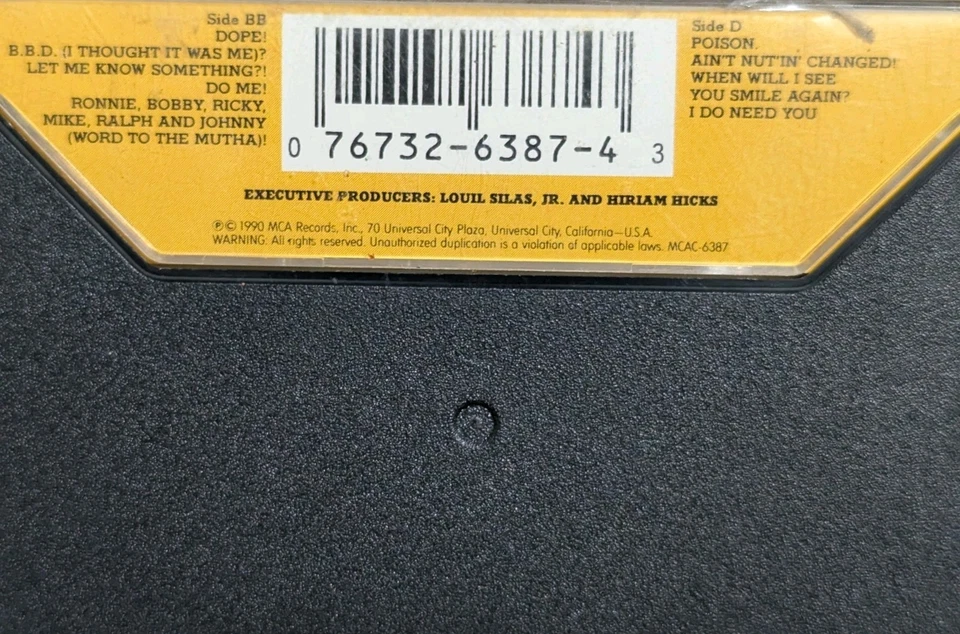 Side BB
DOPE!
B.B.D. (I THOUGHT IT WAS ME)?
LET ME KNOW SOMETHING?!
DO ME!
RONNIE, BOBBY, RICKY,
MIKE, RALPH AND JOHNNY
(WORD TO THE MUTHA)!
0 76732-6387-4 3
Side D
POISON.
AIN'T NUT'IN' CHANGED!
WHEN WILL I SEE
YOU SMILE AGAIN?
I DO NEED YOU
EXECUTIVE PRODUCERS: LOUIL SILAS, JR. AND HIRIAM HICKS
℗© 1990 MCA Records, Inc., 70 Universal City Plaza, Universal City, California—U.S.A.
WARNING: All rights reserved. Unauthorized duplication is a violation of applicable laws. MCAC-6387